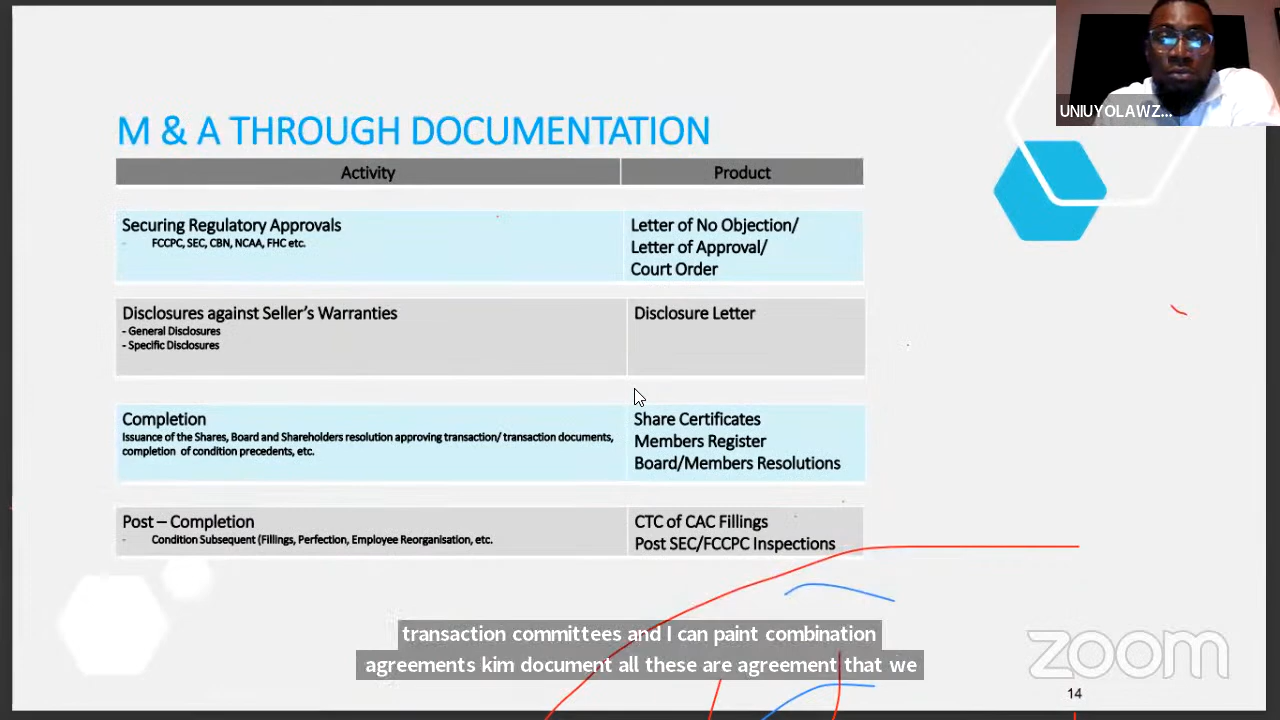 UNIUYOLAWZ...
M & A THROUGH DOCUMENTATION
Activity
Product
Securing Regulatory Approvals
- FCCPC, SEC, CBN, NCAA, FHC etc.
Letter of No Objection/
Letter of Approval/
Court Order
Disclosures against Seller's Warranties
- General Disclosures
- Specific Disclosures
Disclosure Letter
Completion
Issuance of the Shares, Board and Shareholders resolution approving transaction/ transaction documents,
completion of condition precedents, etc.
Share Certificates
Members Register
Board/Members Resolutions
Post – Completion
- Condition Subsequent (Fillings, Perfection, Employee Reorganisation, etc.
CTC of CAC Fillings
Post SEC/FCCPC Inspections
transaction committees and I can paint combination
agreements kim document all these are agreement that we
zoom
14